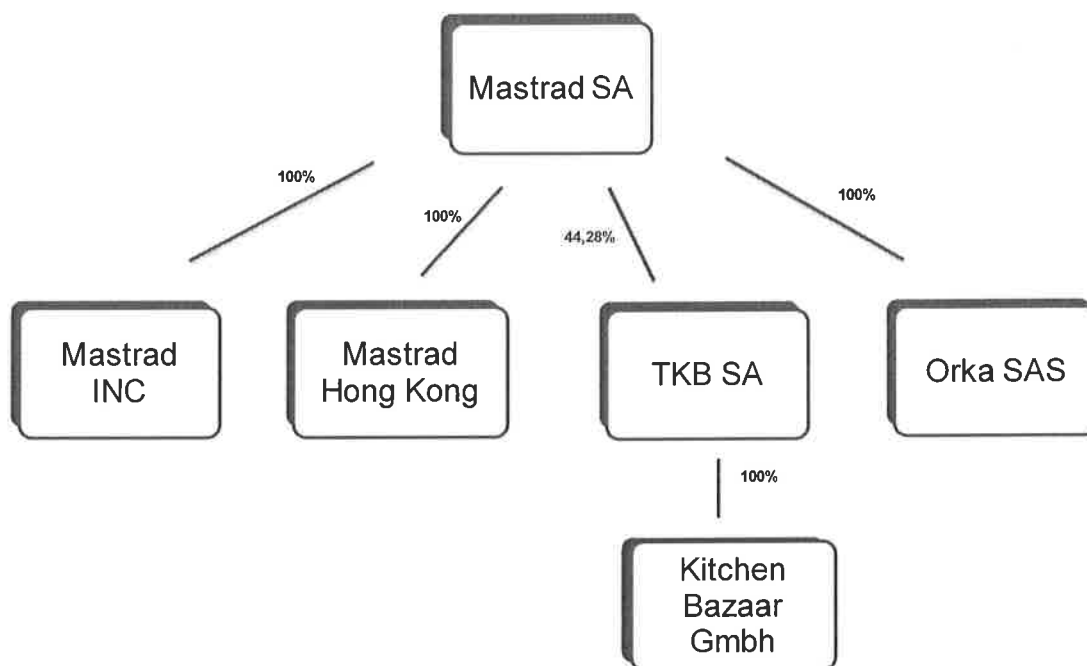 Mastrad SA
100%
100%
44,28%
100%
Mastrad
INC
Mastrad
Hong Kong
TKB SA
Orka SAS
100%
Kitchen
Bazaar
Gmbh